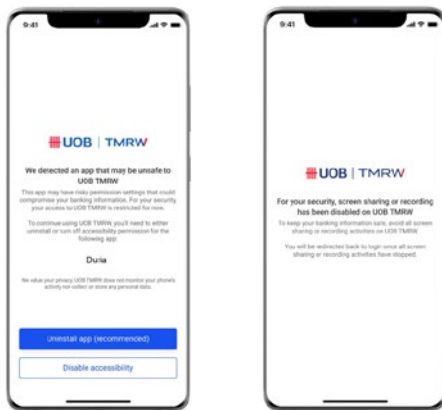 9:41
UOB | TMRW
We detected an app that may be unsafe to
UOB TMRW
This app may have risky permission settings that could
compromise your banking information. For your security,
your access to UOB TMRW is restricted for now.
To continue using UOB TMRW, you'll need to either
uninstall or turn off accessibility permission for the
following app:
We value your privacy. UOB TMRW does not monitor your phone's
activity nor collect or store any personal data.
Uninstall app (recommended)
Disable accessibility
9:41
UOB | TMRW
For your security, screen sharing or recording
has been disabled on UOB TMRW
To keep your banking information safe, avoid all screen
sharing or recording activities on UOB TMRW.
You will be redirected back to login once all screen
sharing or recording activities have stopped.